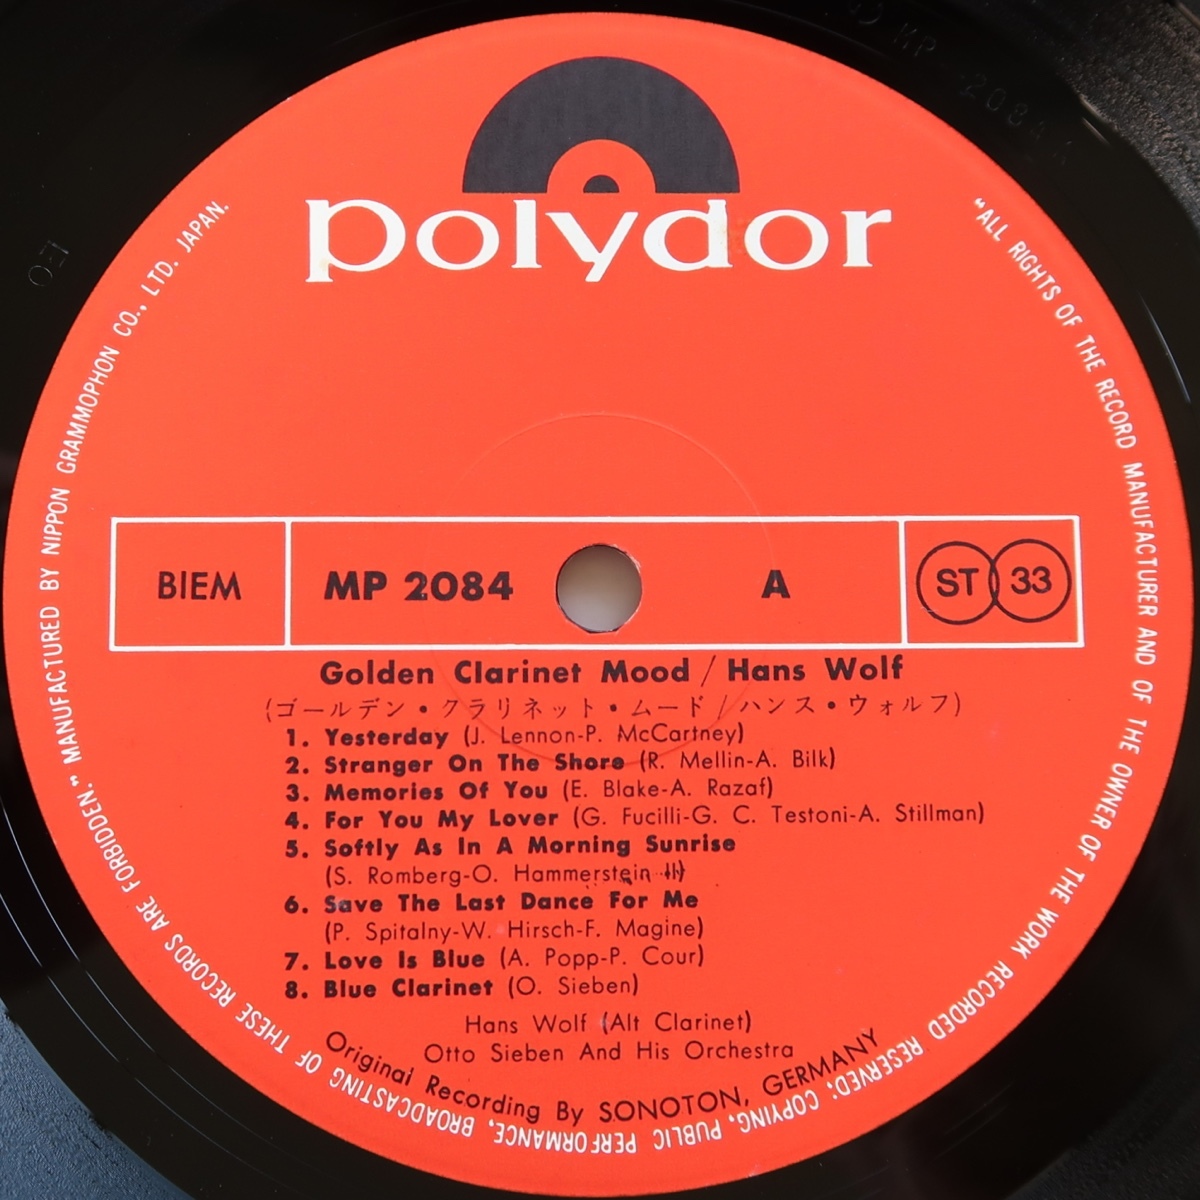 polydor
BIEM
MP 2084
A
ST 33
Golden Clarinet Mood / Hans Wolf
(ゴールデン・クラリネット・ムード / ハンス・ウォルフ)
1. Yesterday (J. Lennon-P. McCartney)
2. Stranger On The Shore (R. Mellin-A. Bilk)
3. Memories Of You (E. Blake-A. Razaf)
4. For You My Lover (G. Fucilli-G. C. Testoni-A. Stillman)
5. Softly As In A Morning Sunrise
(S. Romberg-O. Hammerstein II)
6. Save The Last Dance For Me
(P. Spitalny-W. Hirsch-F. Magine)
7. Love Is Blue (A. Popp-P. Cour)
8. Blue Clarinet (O. Sieben)
Hans Wolf (Alt Clarinet)
Otto Sieben And His Orchestra
Original Recording By SONOTON, GERMANY
"ALL RIGHTS OF THE RECORD MANUFACTURER AND OF THE OWNER OF THE WORK RECORDED RESERVED; COPYING, PUBLIC PERFORMANCE, BROADCASTING OF THESE RECORDS ARE FORBIDDEN." MANUFACTURED BY NIPPON GRAMMOPHON CO., LTD. JAPAN.
MP 2084 A